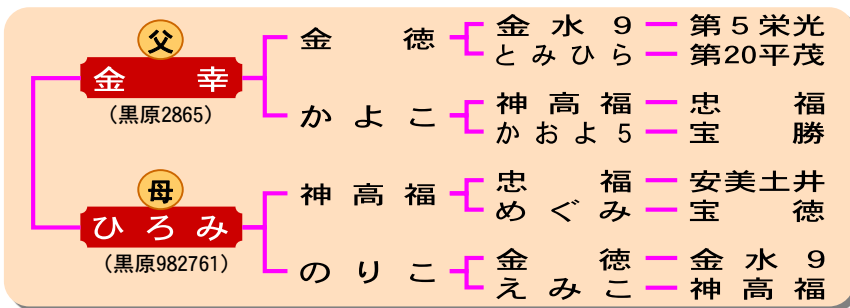 父
金幸
(黒原2865)
金徳
金水9 第5栄光
とみひら 第20平茂
かよこ
神高福 忠福
かおよ5 宝勝
母
ひろみ
(黒原982761)
神高福
忠福 安美土井
めぐみ 宝徳
のりこ
金徳 金水9
えみこ 神高福